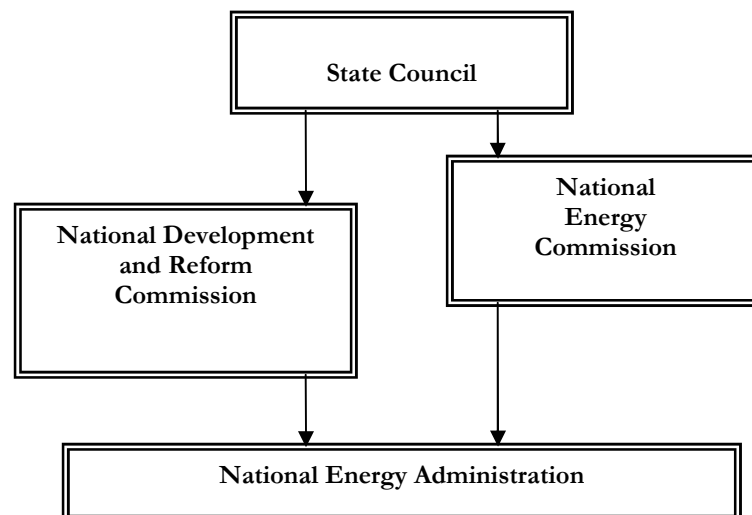 State Council
National Development
and Reform
Commission
National
Energy
Commission
National Energy Administration